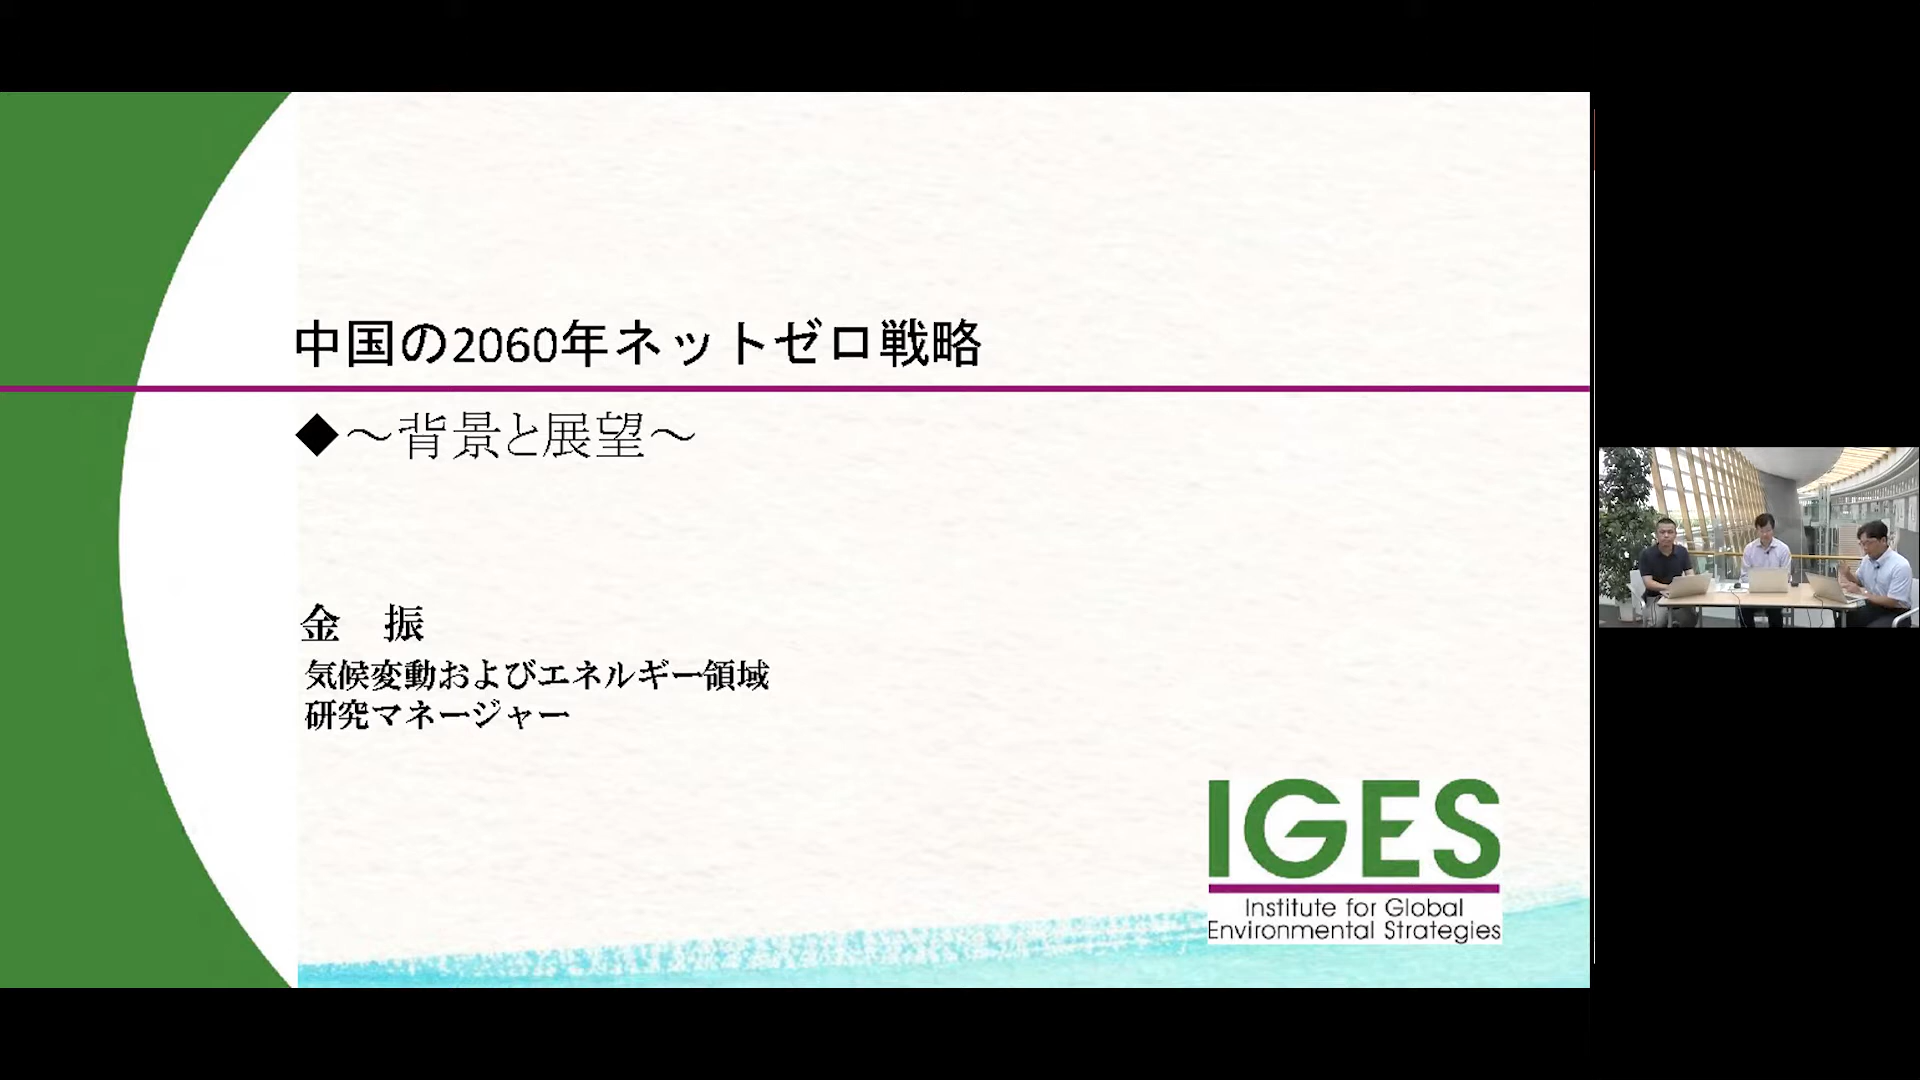 中国の2060年ネットゼロ戦略
◆～背景と展望～
金　振
気候変動およびエネルギー領域
研究マネージャー
IGES
Institute for Global
Environmental Strategies